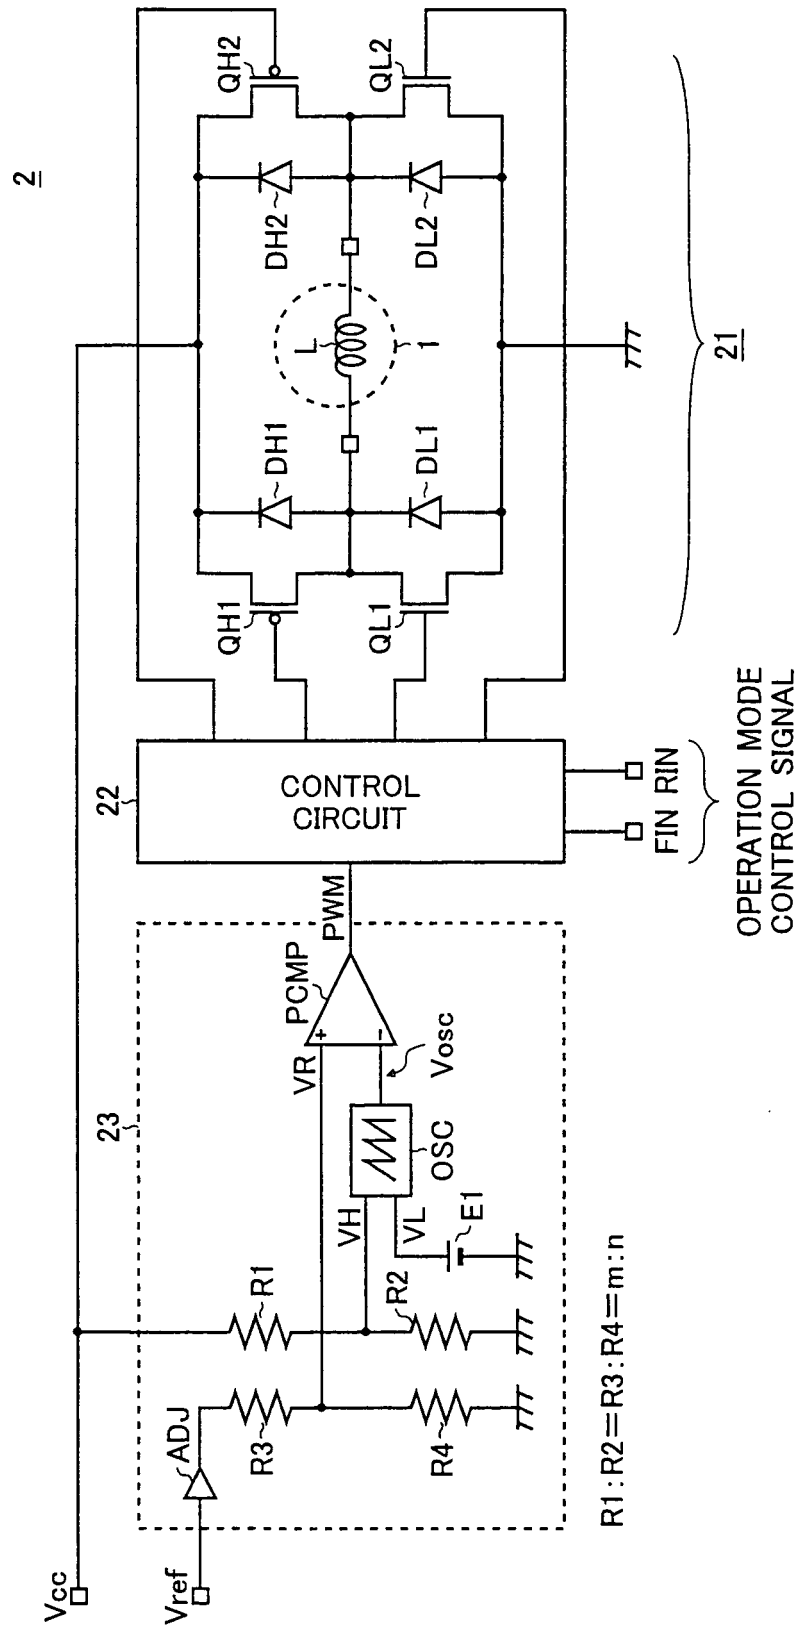 2
Vcc
Vref
23
22
ADJ
R3
R4
R1
R2
VR
VH
VL
E1
OSC
Vosc
PCMP
+
-
PWM
CONTROL
CIRCUIT
FIN RIN
OPERATION MODE
CONTROL SIGNAL
QH1
QL1
DH1
DL1
L
1
DH2
DL2
QH2
QL2
21
R1:R2=R3:R4=m:n